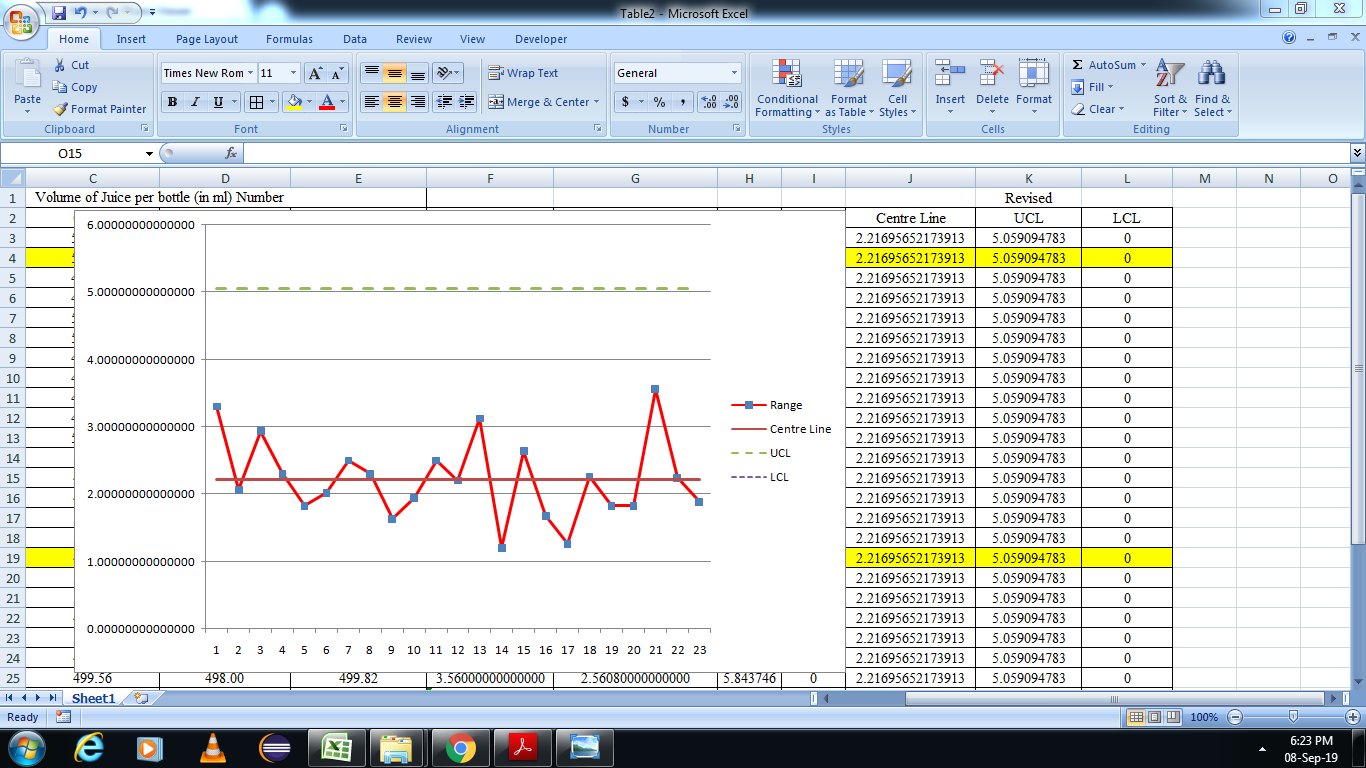 Table2 - Microsoft Excel
Home Insert Page Layout Formulas Data Review View Developer
Paste Cut Copy Format Painter
Clipboard
Times New Rom 11
B I U
Font
Wrap Text
Merge & Center
Alignment
General
$ % ,
Number
Conditional Formatting Format as Table Cell Styles
Styles
Insert Delete Format
Cells
Σ AutoSum Fill Clear
Sort & Filter Find & Select
Editing
O15 fx
C D E F G H I J K L M N O
1 Volume of Juice per bottle (in ml) Number Revised
2 Centre Line UCL LCL
3 2.21695652173913 5.059094783 0
4 2.21695652173913 5.059094783 0
5 2.21695652173913 5.059094783 0
6 2.21695652173913 5.059094783 0
7 2.21695652173913 5.059094783 0
8 2.21695652173913 5.059094783 0
9 2.21695652173913 5.059094783 0
10 2.21695652173913 5.059094783 0
11 2.21695652173913 5.059094783 0
12 2.21695652173913 5.059094783 0
13 2.21695652173913 5.059094783 0
14 2.21695652173913 5.059094783 0
15 2.21695652173913 5.059094783 0
16 2.21695652173913 5.059094783 0
17 2.21695652173913 5.059094783 0
18 2.21695652173913 5.059094783 0
19 2.21695652173913 5.059094783 0
20 2.21695652173913 5.059094783 0
21 2.21695652173913 5.059094783 0
22 2.21695652173913 5.059094783 0
23 2.21695652173913 5.059094783 0
24 2.21695652173913 5.059094783 0
25 499.56 498.00 499.82 3.56000000000000 2.56080000000000 5.843746 0 2.21695652173913 5.059094783 0
6.00000000000000
5.00000000000000
4.00000000000000
3.00000000000000
2.00000000000000
1.00000000000000
0.00000000000000
1 2 3 4 5 6 7 8 9 10 11 12 13 14 15 16 17 18 19 20 21 22 23
Range
Centre Line
UCL
LCL
Sheet1
Ready 100%
6:23 PM
08-Sep-19